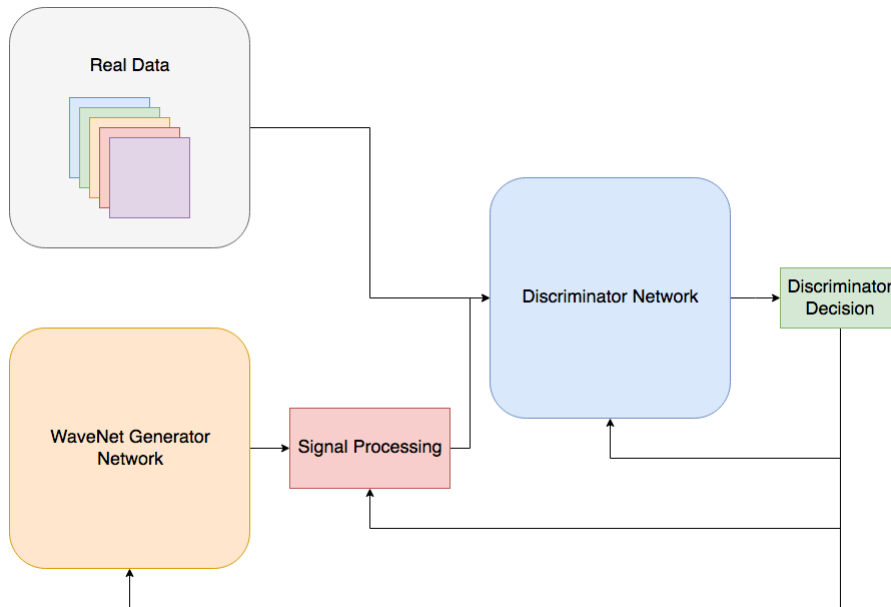 Real Data
Discriminator Network
Discriminator
Decision
WaveNet Generator
Network
Signal Processing